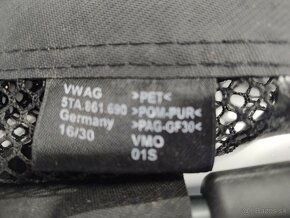 VWAG
5TA.861.690
Germany
16/30
>PET<
>POM-PUR<
>PAG-GF30<
VMO
01S